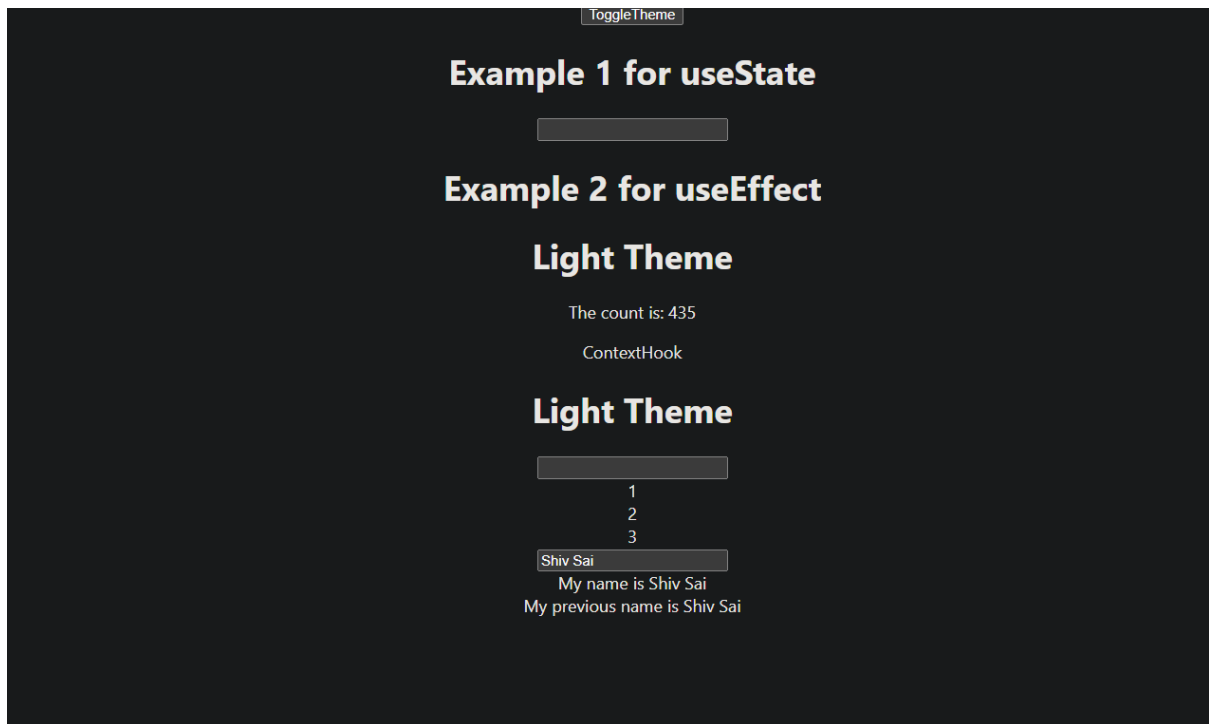 ToggleTheme
Example 1 for useState
Example 2 for useEffect
Light Theme
The count is: 435
ContextHook
Light Theme
1
2
3
Shiv Sai
My name is Shiv Sai
My previous name is Shiv Sai